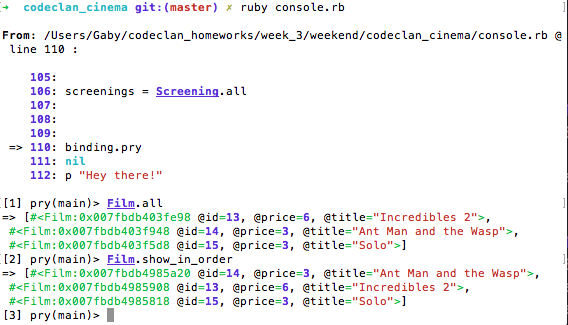 ➜  codeclan_cinema git:(master) ✗ ruby console.rb
From: /Users/Gaby/codeclan_homeworks/week_3/weekend/codeclan_cinema/console.rb @
line 110 :
105:
106: screenings = Screening.all
107:
108:
109:
=> 110: binding.pry
111: nil
112: p "Hey there!"
[1] pry(main)> Film.all
=> [#<Film:0x007fbdb403fe98 @id=13, @price=6, @title="Incredibles 2">,
#<Film:0x007fbdb403f948 @id=14, @price=3, @title="Ant Man and the Wasp">,
#<Film:0x007fbdb403f5d8 @id=15, @price=3, @title="Solo">]
[2] pry(main)> Film.show_in_order
=> [#<Film:0x007fbdb4985a20 @id=14, @price=3, @title="Ant Man and the Wasp">,
#<Film:0x007fbdb4985908 @id=13, @price=6, @title="Incredibles 2">,
#<Film:0x007fbdb4985818 @id=15, @price=3, @title="Solo">]
[3] pry(main)>